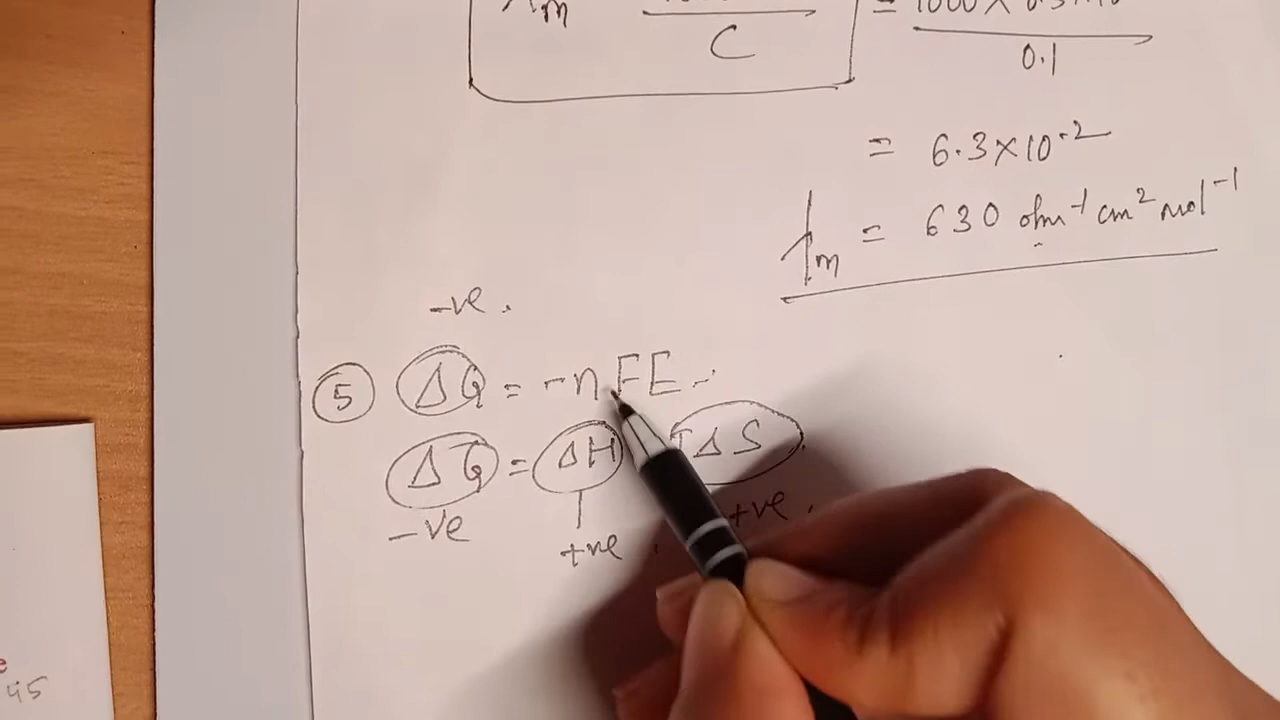 m
C
= 
0.1
= 6.3×10-2
m = 630 ohm-1 cm2 mol-1
-ve .
5 ΔG = -nFE
ΔG = ΔH TΔS
-ve +ve . +ve .
45